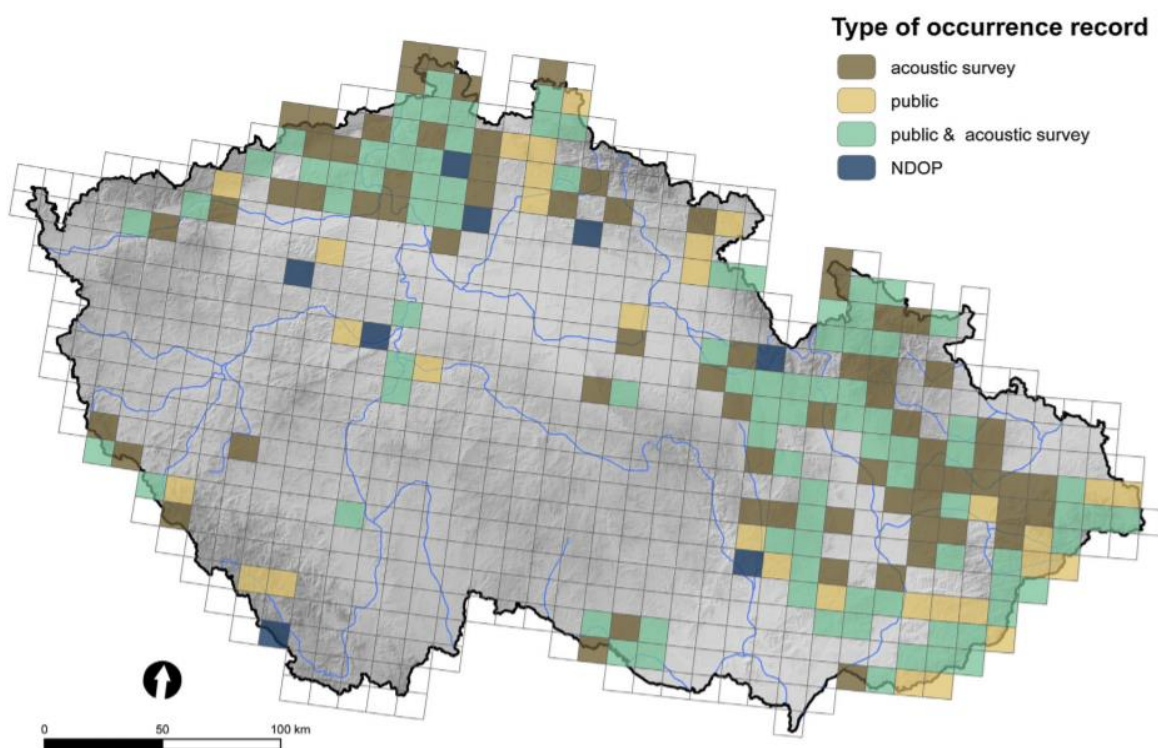 Type of occurrence record
acoustic survey
public
public & acoustic survey
NDOP
0 50 100 km